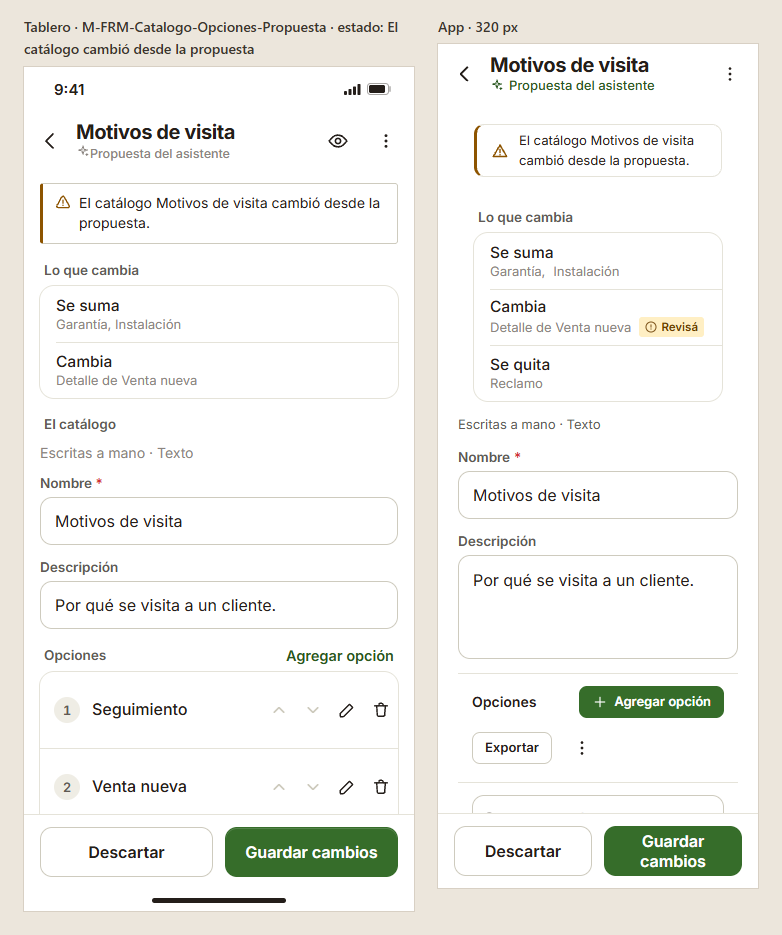 Tablero · M-FRM-Catalogo-Opciones-Propuesta · estado: El
catálogo cambió desde la propuesta
9:41
Motivos de visita
Propuesta del asistente
El catálogo Motivos de visita cambió desde la
propuesta.
Lo que cambia
Se suma
Garantía, Instalación
Cambia
Detalle de Venta nueva
El catálogo
Escritas a mano · Texto
Nombre *
Motivos de visita
Descripción
Por qué se visita a un cliente.
Opciones
Agregar opción
1 Seguimiento
2 Venta nueva
Descartar
Guardar cambios
App · 320 px
Motivos de visita
Propuesta del asistente
El catálogo Motivos de visita
cambió desde la propuesta.
Lo que cambia
Se suma
Garantía, Instalación
Cambia
Detalle de Venta nueva
Revisá
Se quita
Reclamo
Escritas a mano · Texto
Nombre *
Motivos de visita
Descripción
Por qué se visita a un cliente.
Opciones
+ Agregar opción
Exportar
Descartar
Guardar
cambios